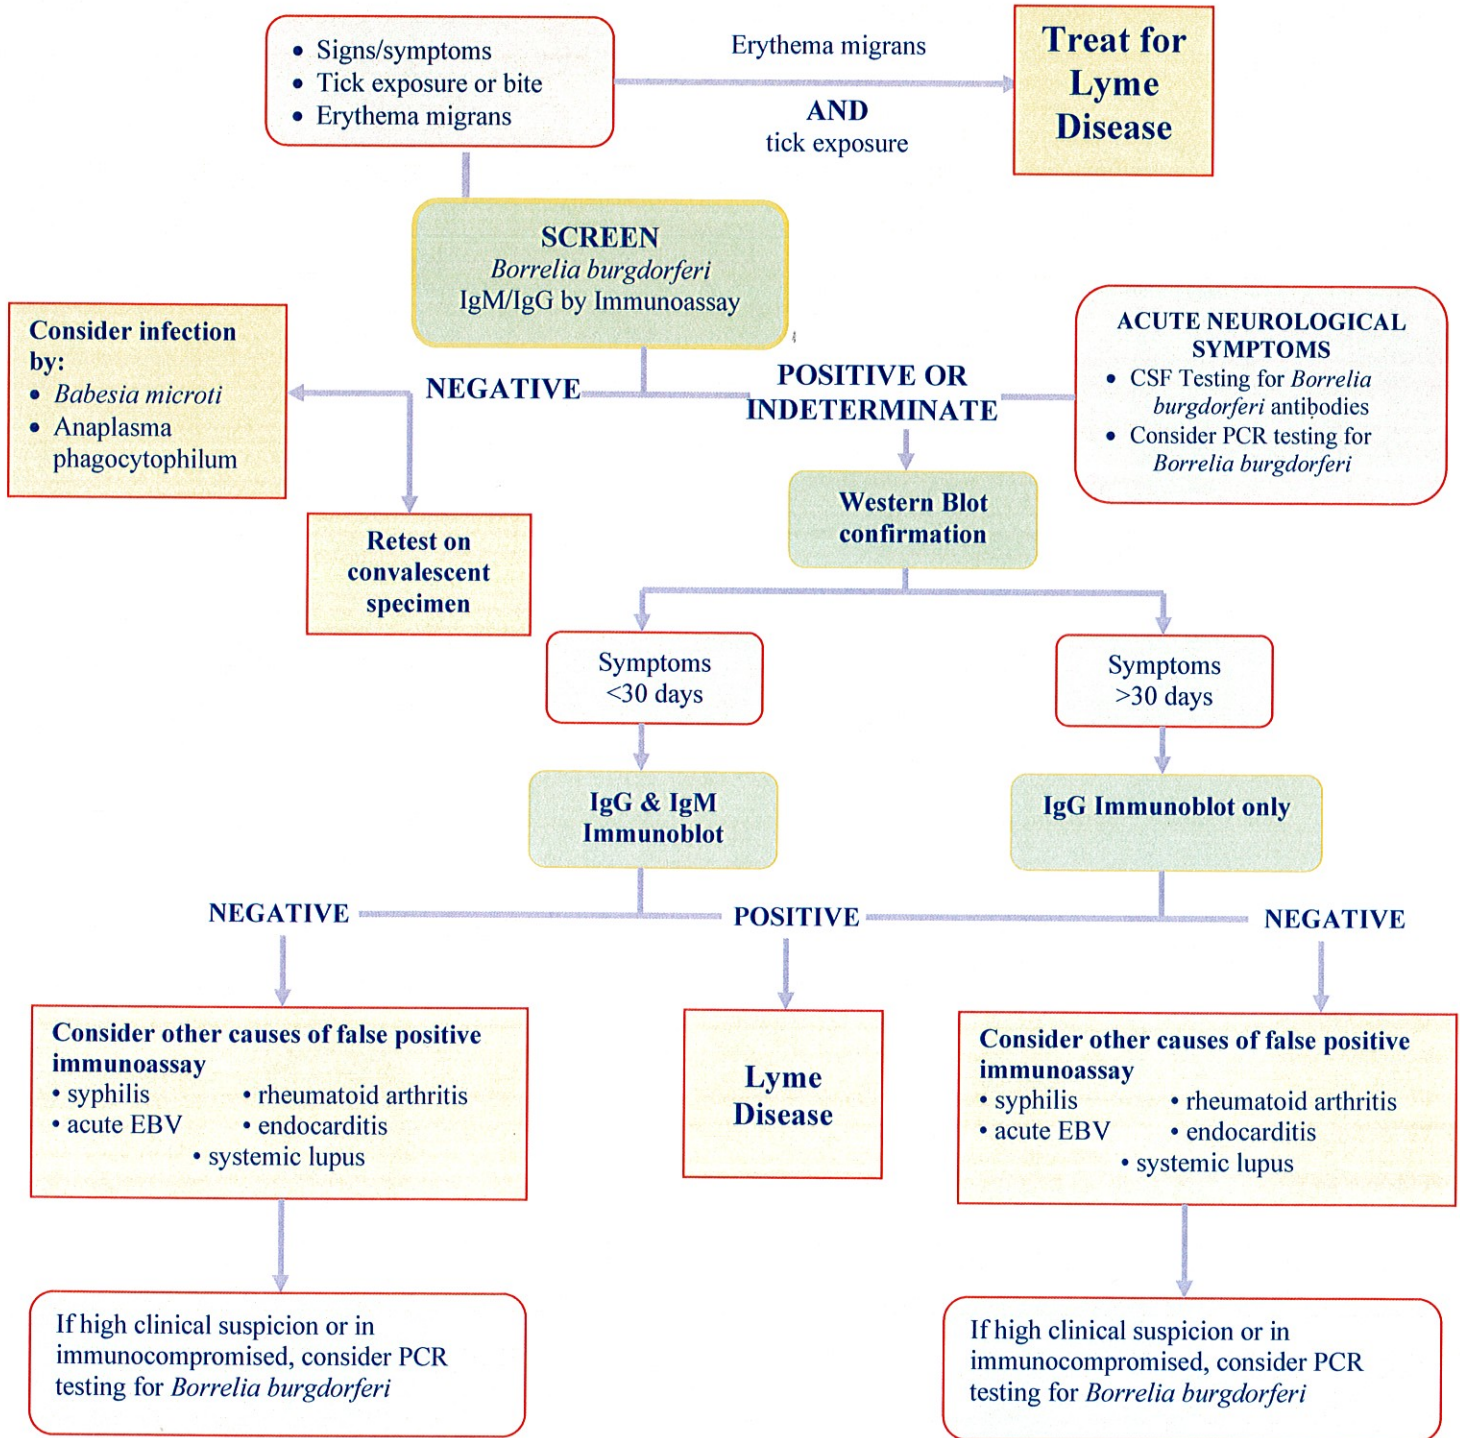 • Signs/symptoms
• Tick exposure or bite
• Erythema migrans
Erythema migrans
AND
tick exposure
Treat for
Lyme
Disease
SCREEN
Borrelia burgdorferi
IgM/IgG by Immunoassay
Consider infection
by:
• Babesia microti
• Anaplasma
phagocytophilum
NEGATIVE
POSITIVE OR
INDETERMINATE
ACUTE NEUROLOGICAL
SYMPTOMS
• CSF Testing for Borrelia
burgdorferi antibodies
• Consider PCR testing for
Borrelia burgdorferi
Retest on
convalescent
specimen
Western Blot
confirmation
Symptoms
<30 days
Symptoms
>30 days
IgG & IgM
Immunoblot
IgG Immunoblot only
NEGATIVE
POSITIVE
NEGATIVE
Consider other causes of false positive
immunoassay
• syphilis • rheumatoid arthritis
• acute EBV • endocarditis
• systemic lupus
Lyme
Disease
Consider other causes of false positive
immunoassay
• syphilis • rheumatoid arthritis
• acute EBV • endocarditis
• systemic lupus
If high clinical suspicion or in
immunocompromised, consider PCR
testing for Borrelia burgdorferi
If high clinical suspicion or in
immunocompromised, consider PCR
testing for Borrelia burgdorferi